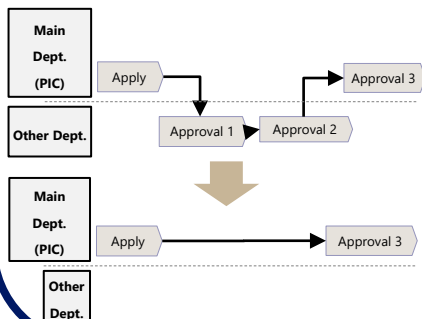 Main
Dept.
(PIC)
Apply
Approval 3
Other Dept.
Approval 1
Approval 2
Main
Dept.
(PIC)
Apply
Approval 3
Other
Dept.